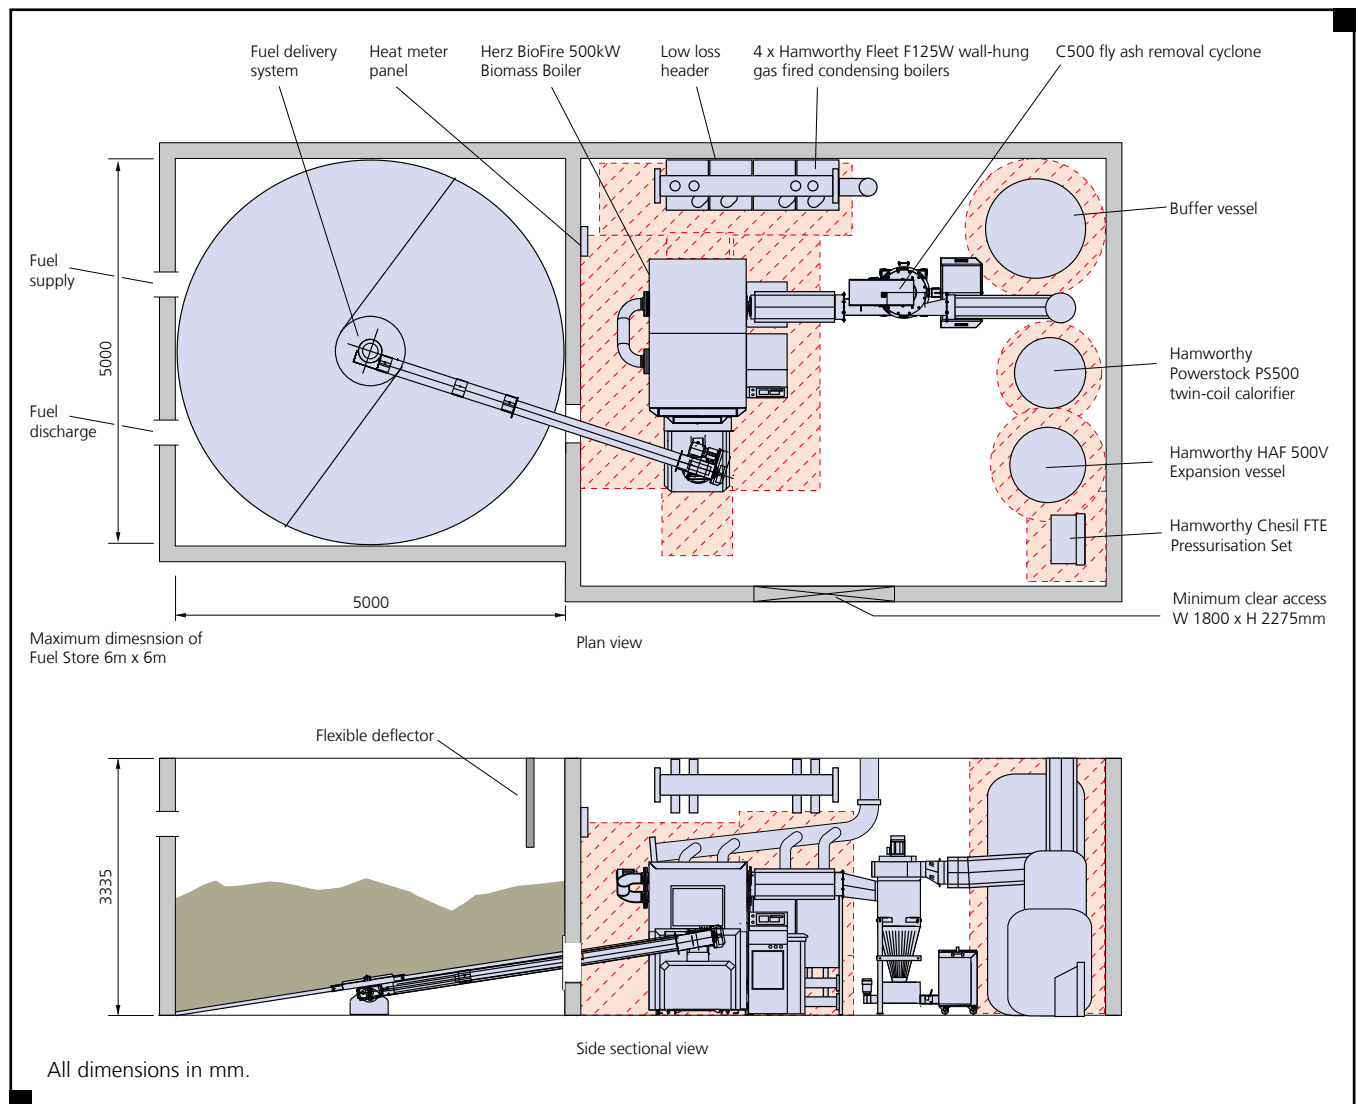 Fuel delivery
system
Heat meter
panel
Herz BioFire 500kW
Biomass Boiler
Low loss
header
4 x Hamworthy Fleet F125W wall-hung
gas fired condensing boilers
C500 fly ash removal cyclone
Buffer vessel
Fuel
supply
5000
Hamworthy
Powerstock PS500
twin-coil calorifier
Fuel
discharge
Hamworthy HAF 500V
Expansion vessel
Hamworthy Chesil FTE
Pressurisation Set
5000
Minimum clear access
W 1800 x H 2275mm
Maximum dimesnsion of
Fuel Store 6m x 6m
Plan view
Flexible deflector
3335
Side sectional view
All dimensions in mm.